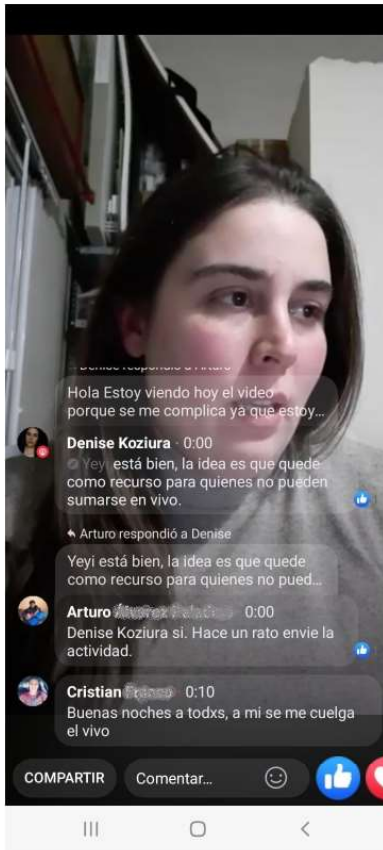 Denise respondió a Arturo
Hola Estoy viendo hoy el video
porque se me complica ya que estoy...
Denise Koziura · 0:00
Yeyi está bien, la idea es que quede
como recurso para quienes no pueden
sumarse en vivo.
Arturo respondió a Denise
Yeyi está bien, la idea es que quede
como recurso para quienes no pued...
Arturo 0:00
Denise Koziura si. Hace un rato envie la
actividad.
Cristian 0:10
Buenas noches a todxs, a mi se me cuelga
el vivo
COMPARTIR
Comentar...